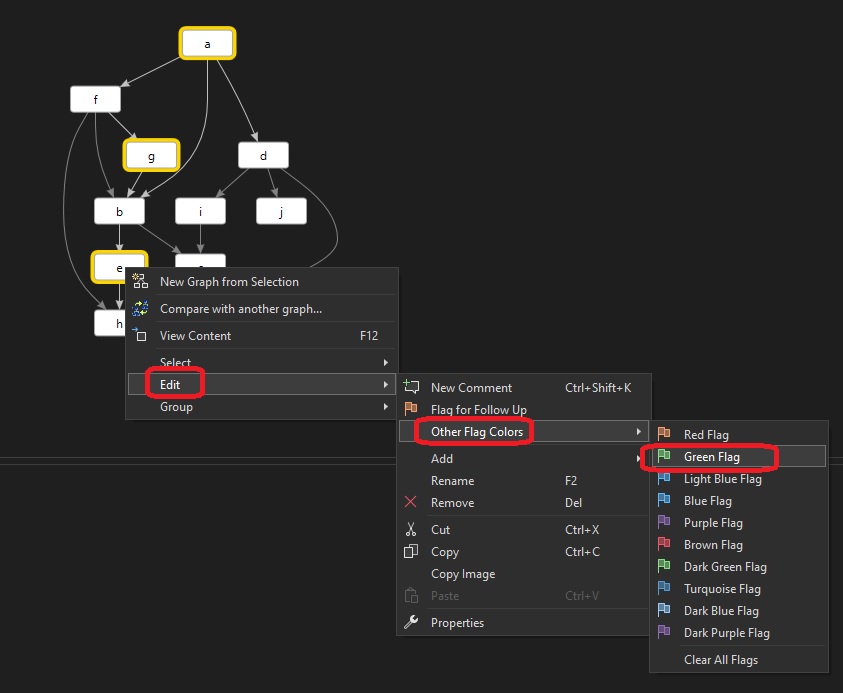 a
f
g
d
b
i
j
e
h
New Graph from Selection
Compare with another graph...
View Content F12
Select
Edit
Group
New Comment Ctrl+Shift+K
Flag for Follow Up
Other Flag Colors
Add
Rename F2
Remove Del
Cut Ctrl+X
Copy Ctrl+C
Copy Image
Paste Ctrl+V
Properties
Red Flag
Green Flag
Light Blue Flag
Blue Flag
Purple Flag
Brown Flag
Dark Green Flag
Turquoise Flag
Dark Blue Flag
Dark Purple Flag
Clear All Flags